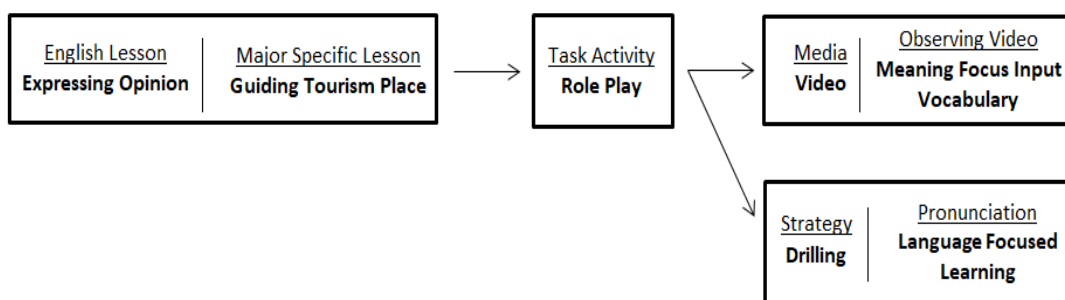 English Lesson
Expressing Opinion
Major Specific Lesson
Guiding Tourism Place
Task Activity
Role Play
Media
Video
Observing Video
Meaning Focus Input
Vocabulary
Strategy
Drilling
Pronunciation
Language Focused
Learning